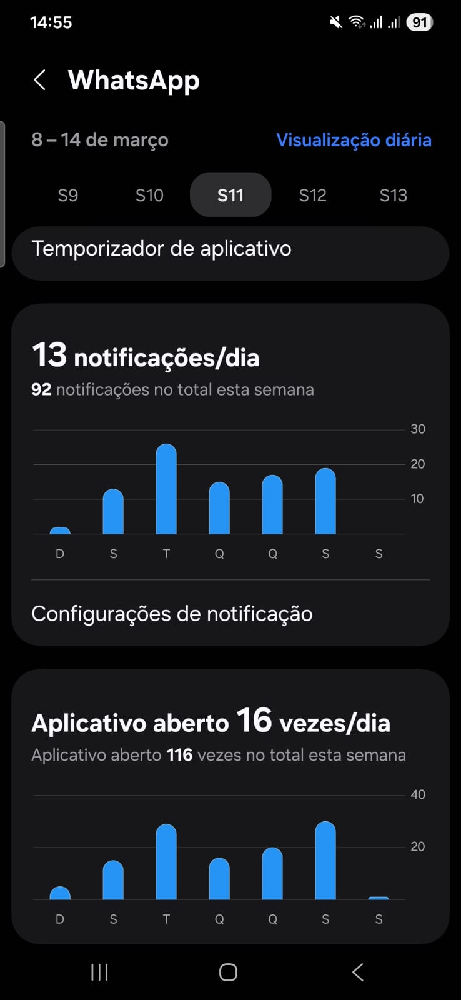 14:55
91
WhatsApp
8 – 14 de março
Visualização diária
S9 S10 S11 S12 S13
Temporizador de aplicativo
13 notificações/dia
92 notificações no total esta semana
30
20
10
D S T Q Q S S
Configurações de notificação
Aplicativo aberto 16 vezes/dia
Aplicativo aberto 116 vezes no total esta semana
40
20
D S T Q Q S S